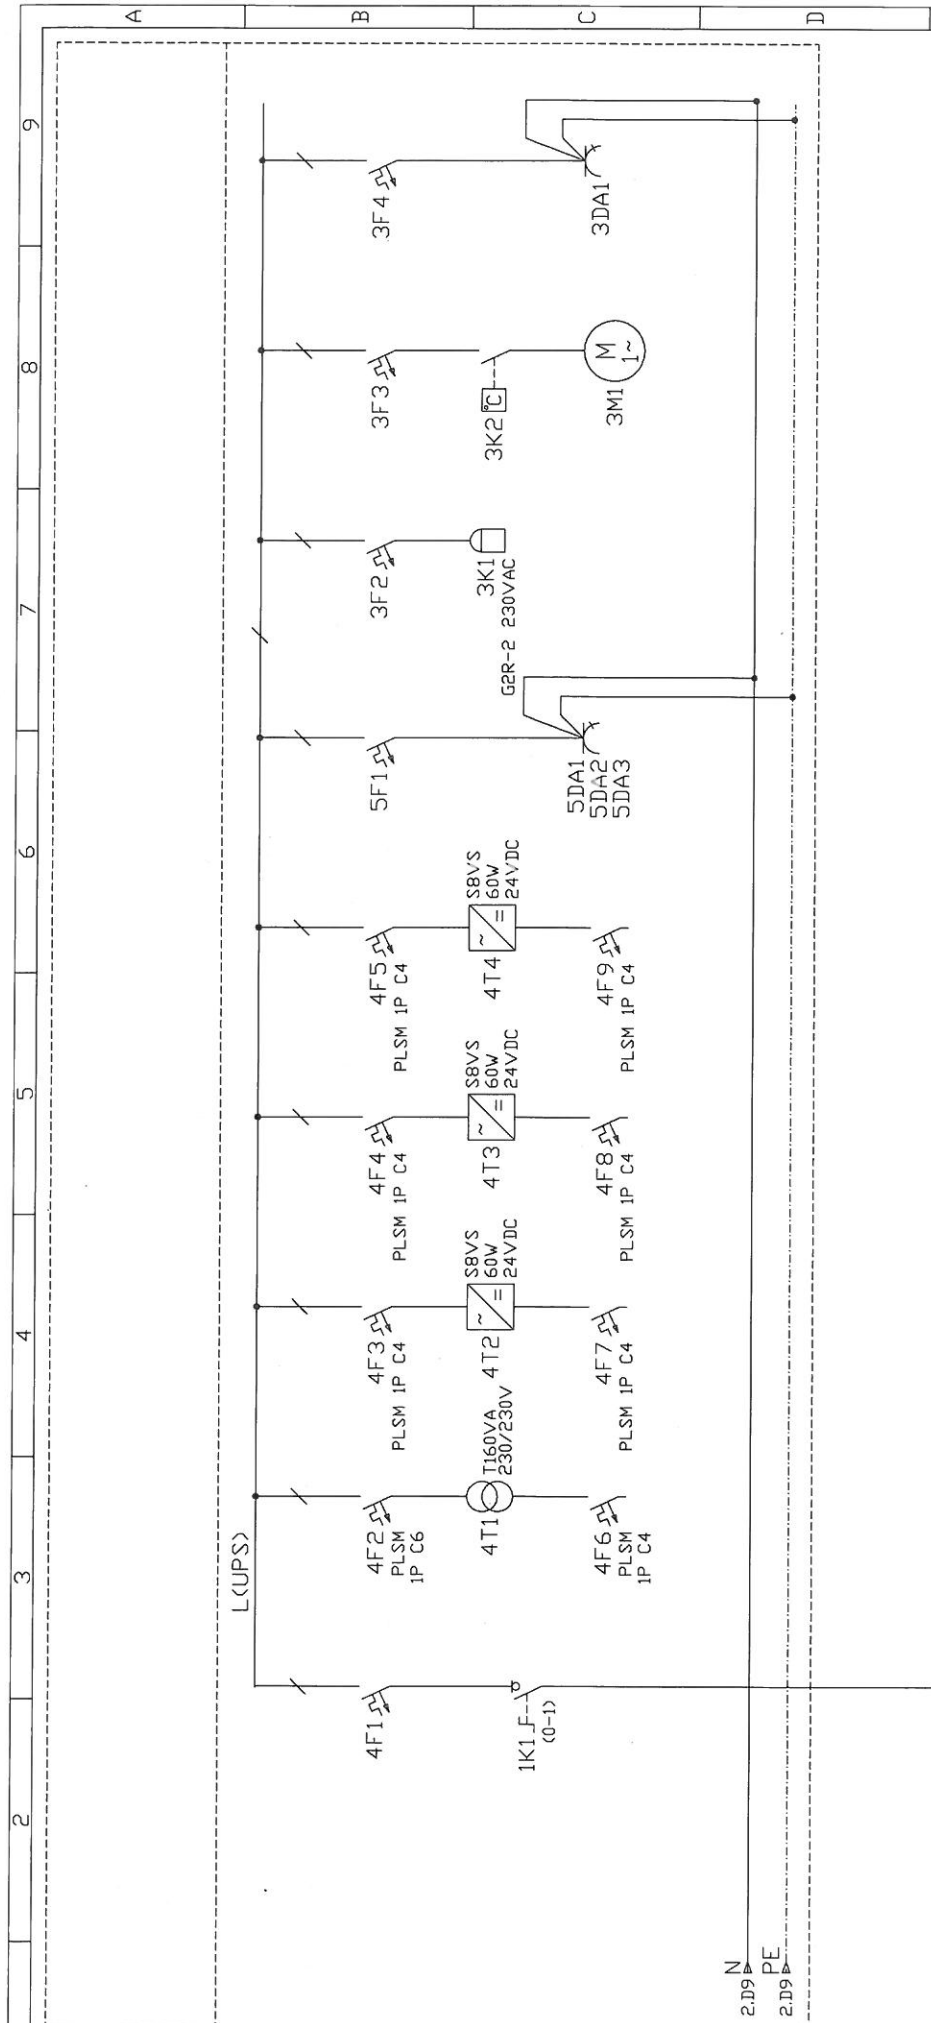 2
3
4
5
6
7
8
9
A
B
C
D
L(UPS)
4F1
1K1
(0-1)
4F2
PLSM
1P C6
4T1
T160VA
230/230V
4F6
PLSM
1P C4
4F3
PLSM 1P C4
4T2
S8VS
60W
24VDC
4F7
PLSM 1P C4
4F4
PLSM 1P C4
4T3
S8VS
60W
24VDC
4F8
PLSM 1P C4
4F5
PLSM 1P C4
4T4
S8VS
60W
24VDC
4F9
PLSM 1P C4
5F1
5DA1
5DA2
5DA3
3F2
3K1
G2R-2 230VAC
3F3
3K2
°C
M
1~
3M1
3F4
3DA1
2.D9 N
2.D9 PE